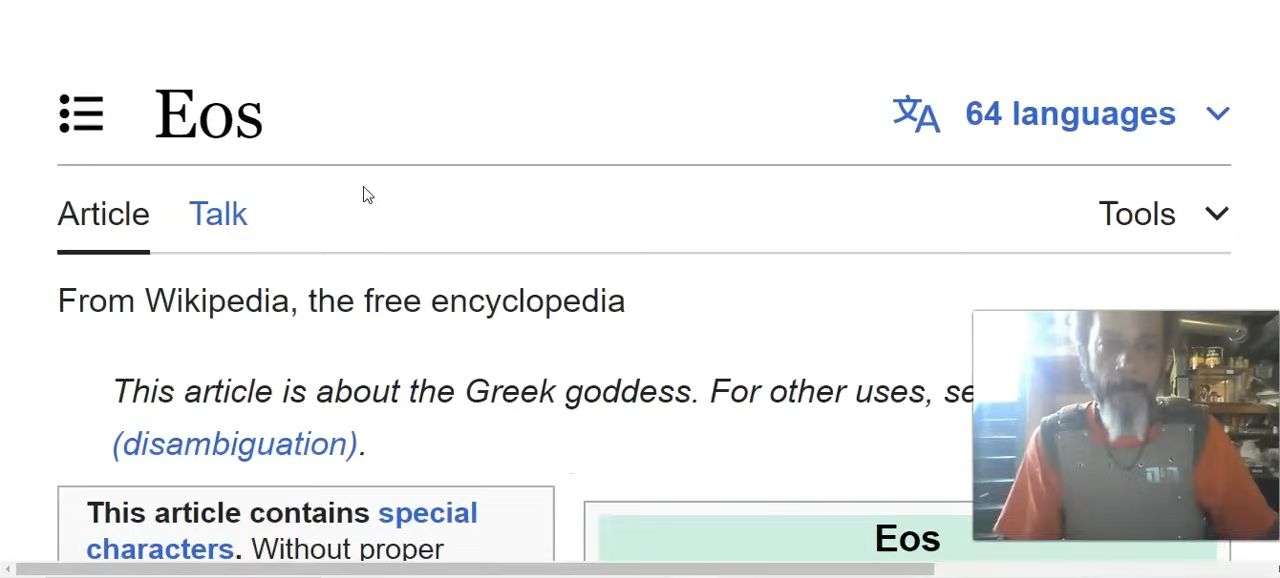 Eos
64 languages
Article Talk Tools
From Wikipedia, the free encyclopedia
This article is about the Greek goddess. For other uses, se
(disambiguation).
This article contains special
characters. Without proper
Eos